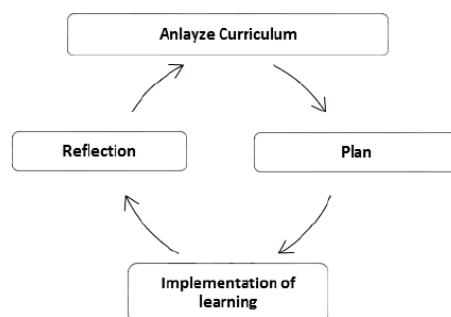 Anlayze Curriculum
Reflection
Plan
Implementation of
learning